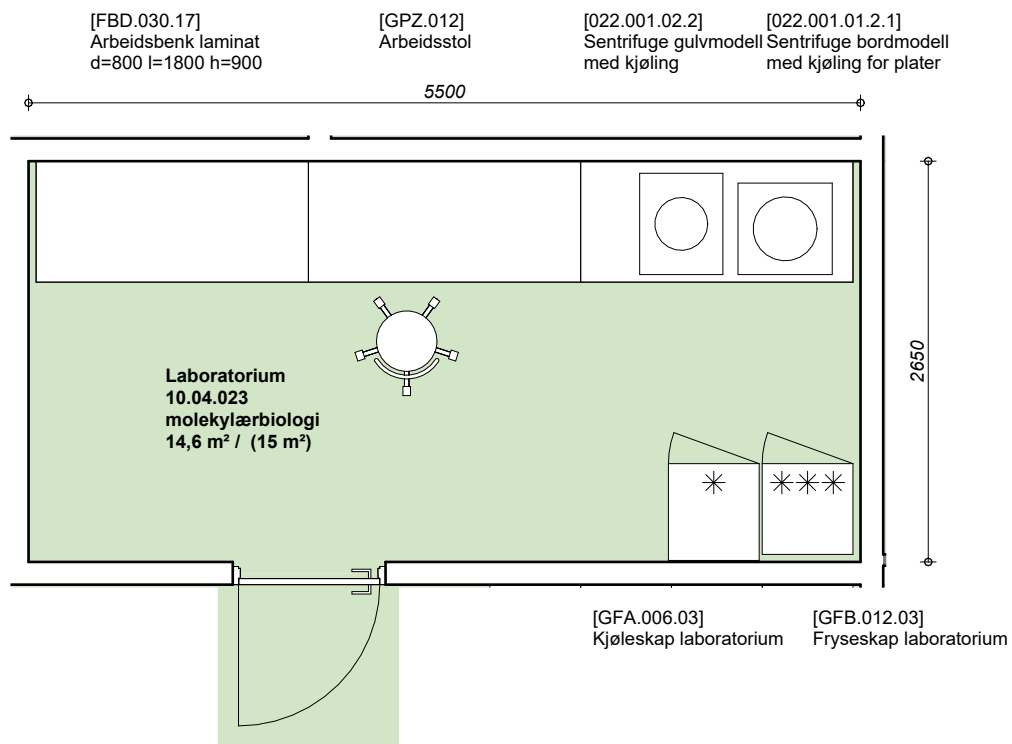 [FBD.030.17]
Arbeidsbenk laminat
d=800 l=1800 h=900
[GPZ.012]
Arbeidsstol
[022.001.02.2]
Sentrifuge gulvmodell
med kjøling
[022.001.01.2.1]
Sentrifuge bordmodell
med kjøling for plater
5500
2650
Laboratorium
10.04.023
molekylærbiologi
14,6 m² / (15 m²)
[GFA.006.03]
Kjøleskap laboratorium
[GFB.012.03]
Fryseskap laboratorium